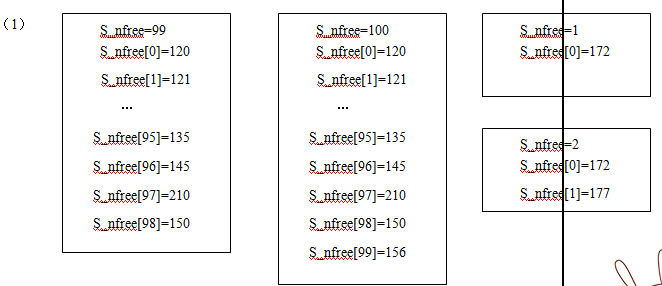 （1）
S_nfree=99
S_nfree[0]=120
S_nfree[1]=121
...
S_nfree[95]=135
S_nfree[96]=145
S_nfree[97]=210
S_nfree[98]=150
S_nfree=100
S_nfree[0]=120
S_nfree[1]=121
...
S_nfree[95]=135
S_nfree[96]=145
S_nfree[97]=210
S_nfree[98]=150
S_nfree[99]=156
S_nfree=1
S_nfree[0]=172
S_nfree=2
S_nfree[0]=172
S_nfree[1]=177